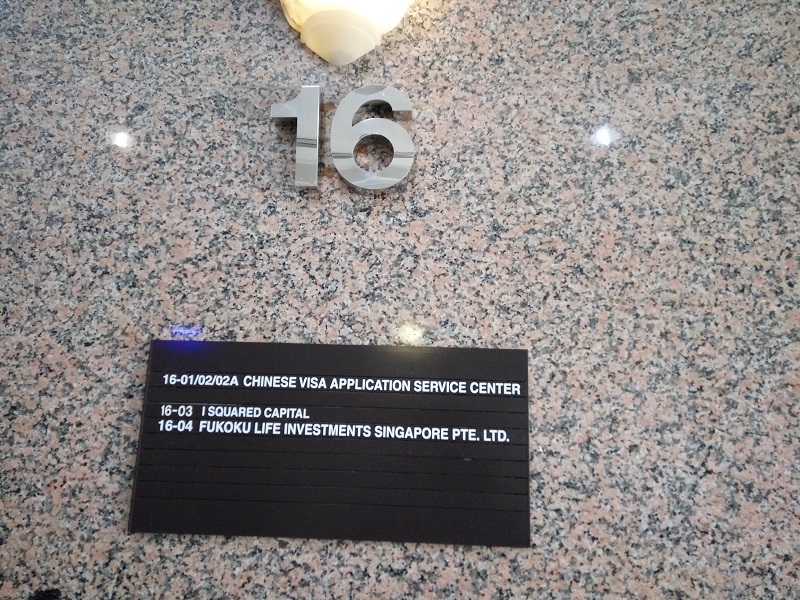 16
16-01/02/02A CHINESE VISA APPLICATION SERVICE CENTER
16-03 I SQUARED CAPITAL
16-04 FUKOKU LIFE INVESTMENTS SINGAPORE PTE. LTD.